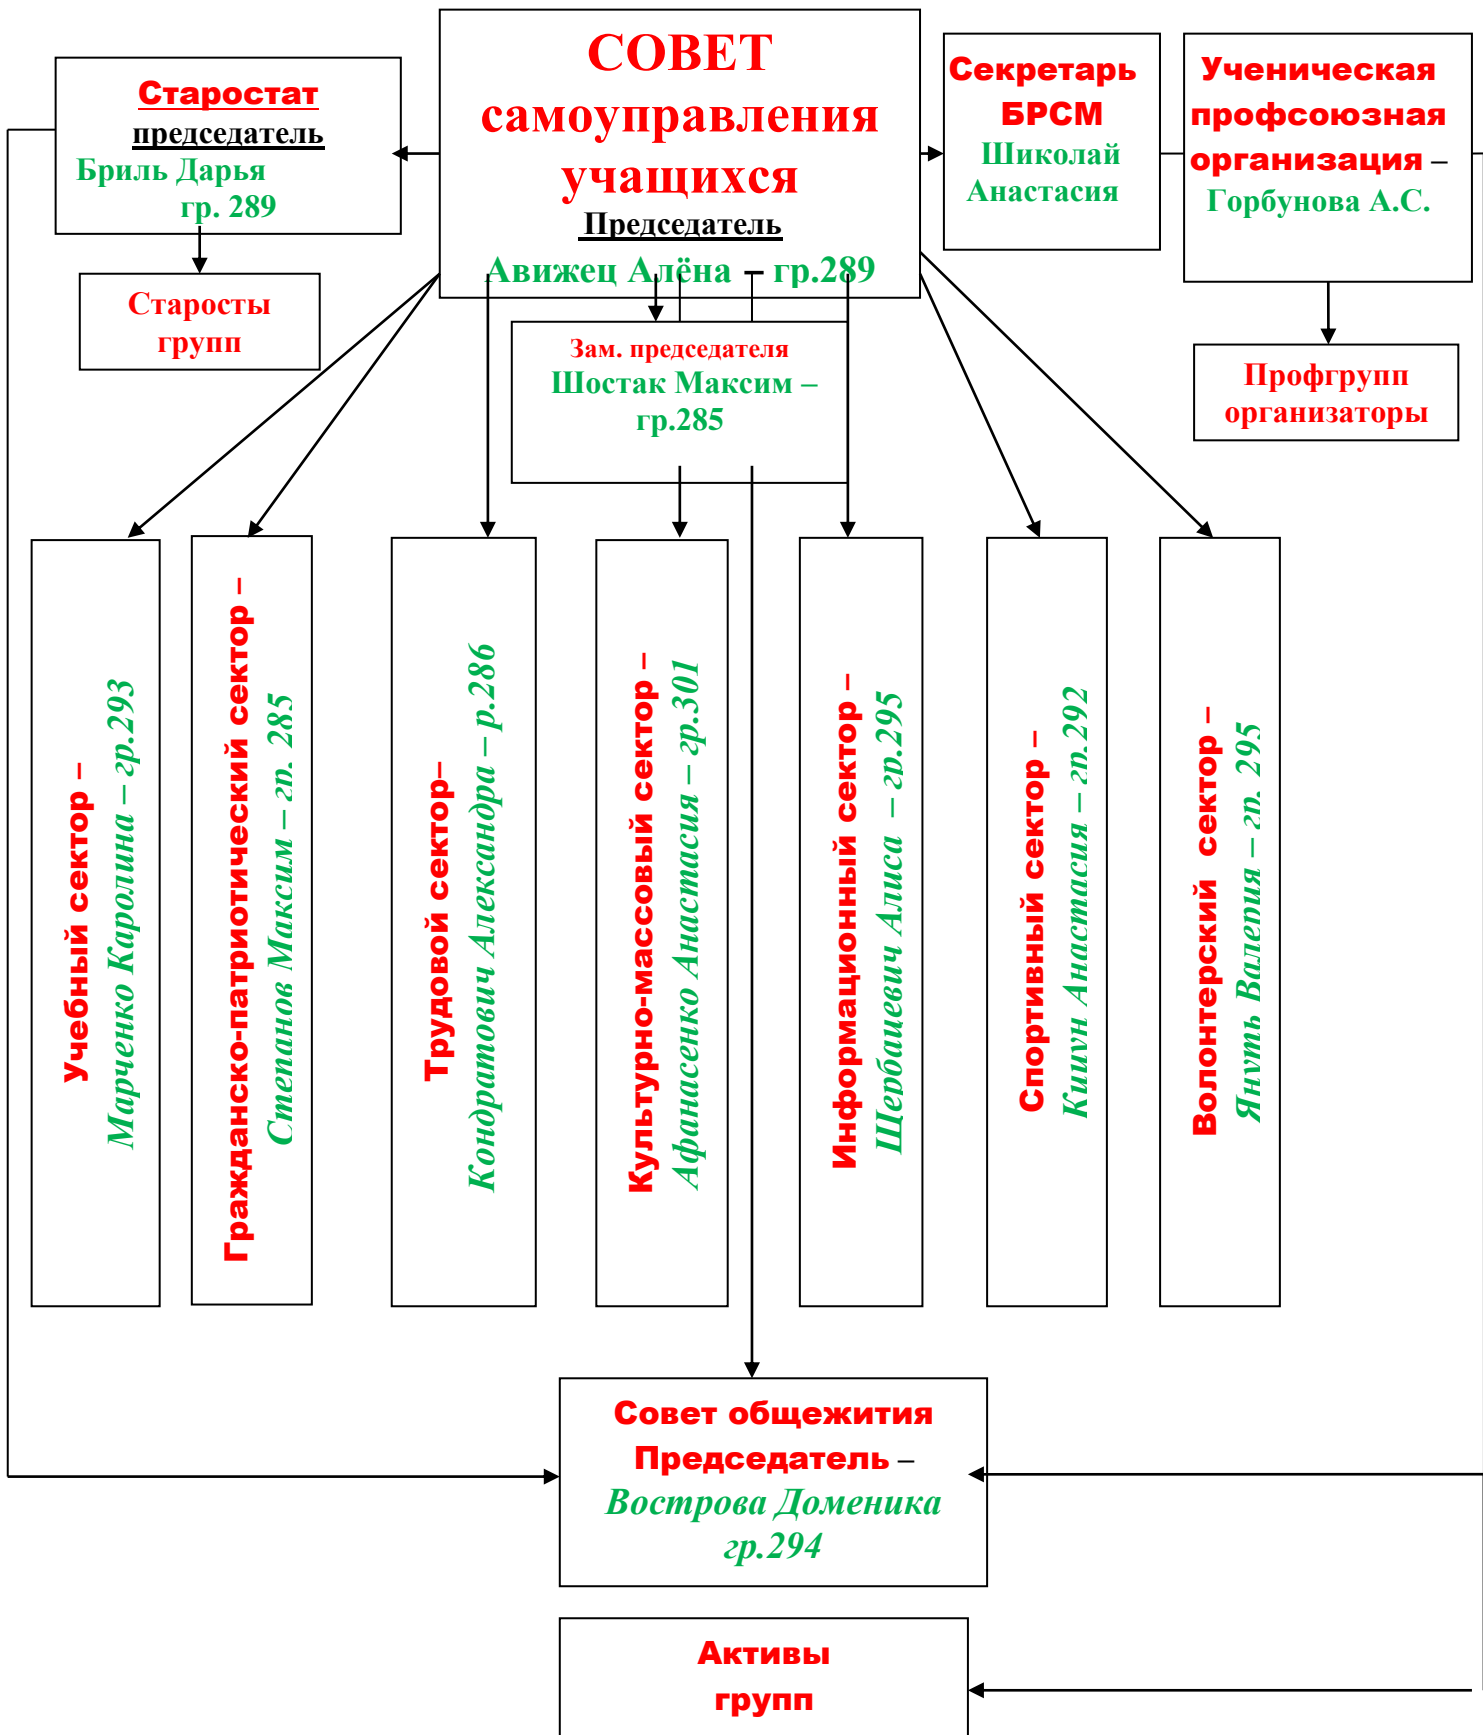 СОВЕТ
самоуправления
учащихся
Председатель
Авижец Алёна – гр.289
Старостат
председатель
Бриль Дарья
гр. 289
Старосты
групп
Секретарь
БРСМ
Шиколай
Анастасия
Ученическая
профсоюзная
организация –
Горбунова А.С.
Профгрупп
организаторы
Зам. председателя
Шостак Максим –
гр.285
Учебный сектор –
Марченко Каролина – гр.293
Гражданско-патриотический сектор –
Степанов Максим – гр. 285
Трудовой сектор–
Кондратович Александра – р.286
Культурно-массовый сектор –
Афанасенко Анастасия – гр.301
Информационный сектор –
Щербацевич Алиса – гр.295
Спортивный сектор –
Анастасия – гр.292
Волонтерский сектор –
Януть Валерия – гр. 295
Совет общежития
Председатель –
Вострова Доменика
гр.294
Активы
групп